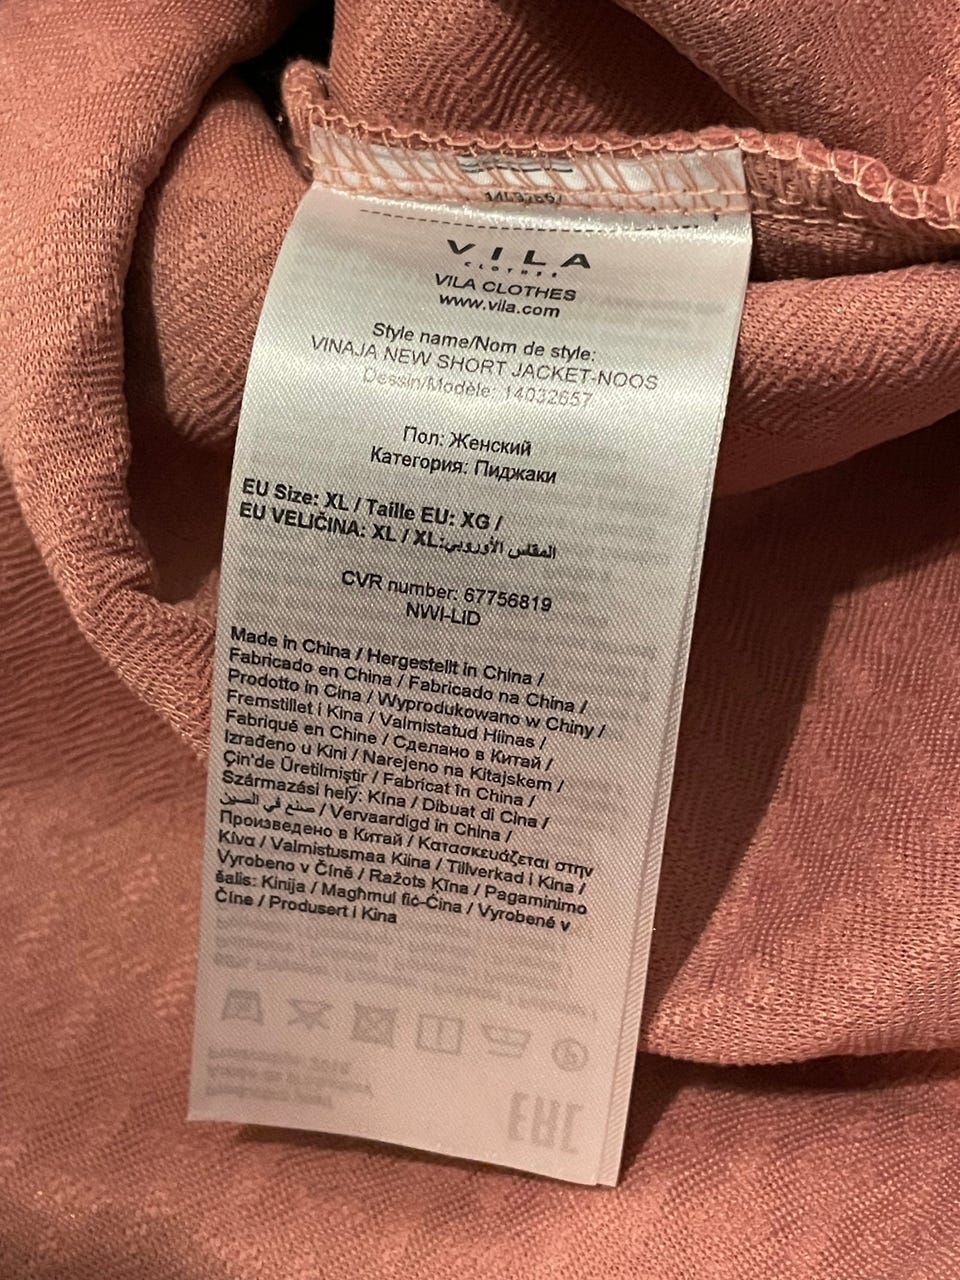 14032657
VILA
CLOTHES
VILA CLOTHES
www.vila.com
Style name/Nom de style:
VINAJA NEW SHORT JACKET-NOOS
Dessin/Modèle: 14032657
Пол: Женский
Категория: Пиджаки
EU Size: XL / Taille EU: XG /
EU VELIČINA: XL / XL:المقاس الأوروبي
CVR number: 67756819
NWI-LiD
Made in China / Hergestellt in China /
Fabricado en China / Fabricado na China /
Prodotto in Cina / Wyprodukowano w Chiny /
Fremstillet i Kina / Valmistatud Hiinas /
Fabriqué en Chine / Сделано в Китай /
Izrađeno u Kini / Narejeno na Kitajskem /
Çin'de Üretilmiştir / Fabricat în China /
Származási hely: Kína / Dibuat di Cina /
صنع في الصين / Vervaardigd in China /
Произведено в Китай / Κατασκευάζεται στην
Κίνα / Valmistusmaa Kiina / Tillverkad i Kina /
Vyrobeno v Číně / Ražots Ķīna / Pagaminimo
šalis: Kinija / Magħmul fiċ-Ċina / Vyrobené v
Číne / Produsert i Kina
EAC